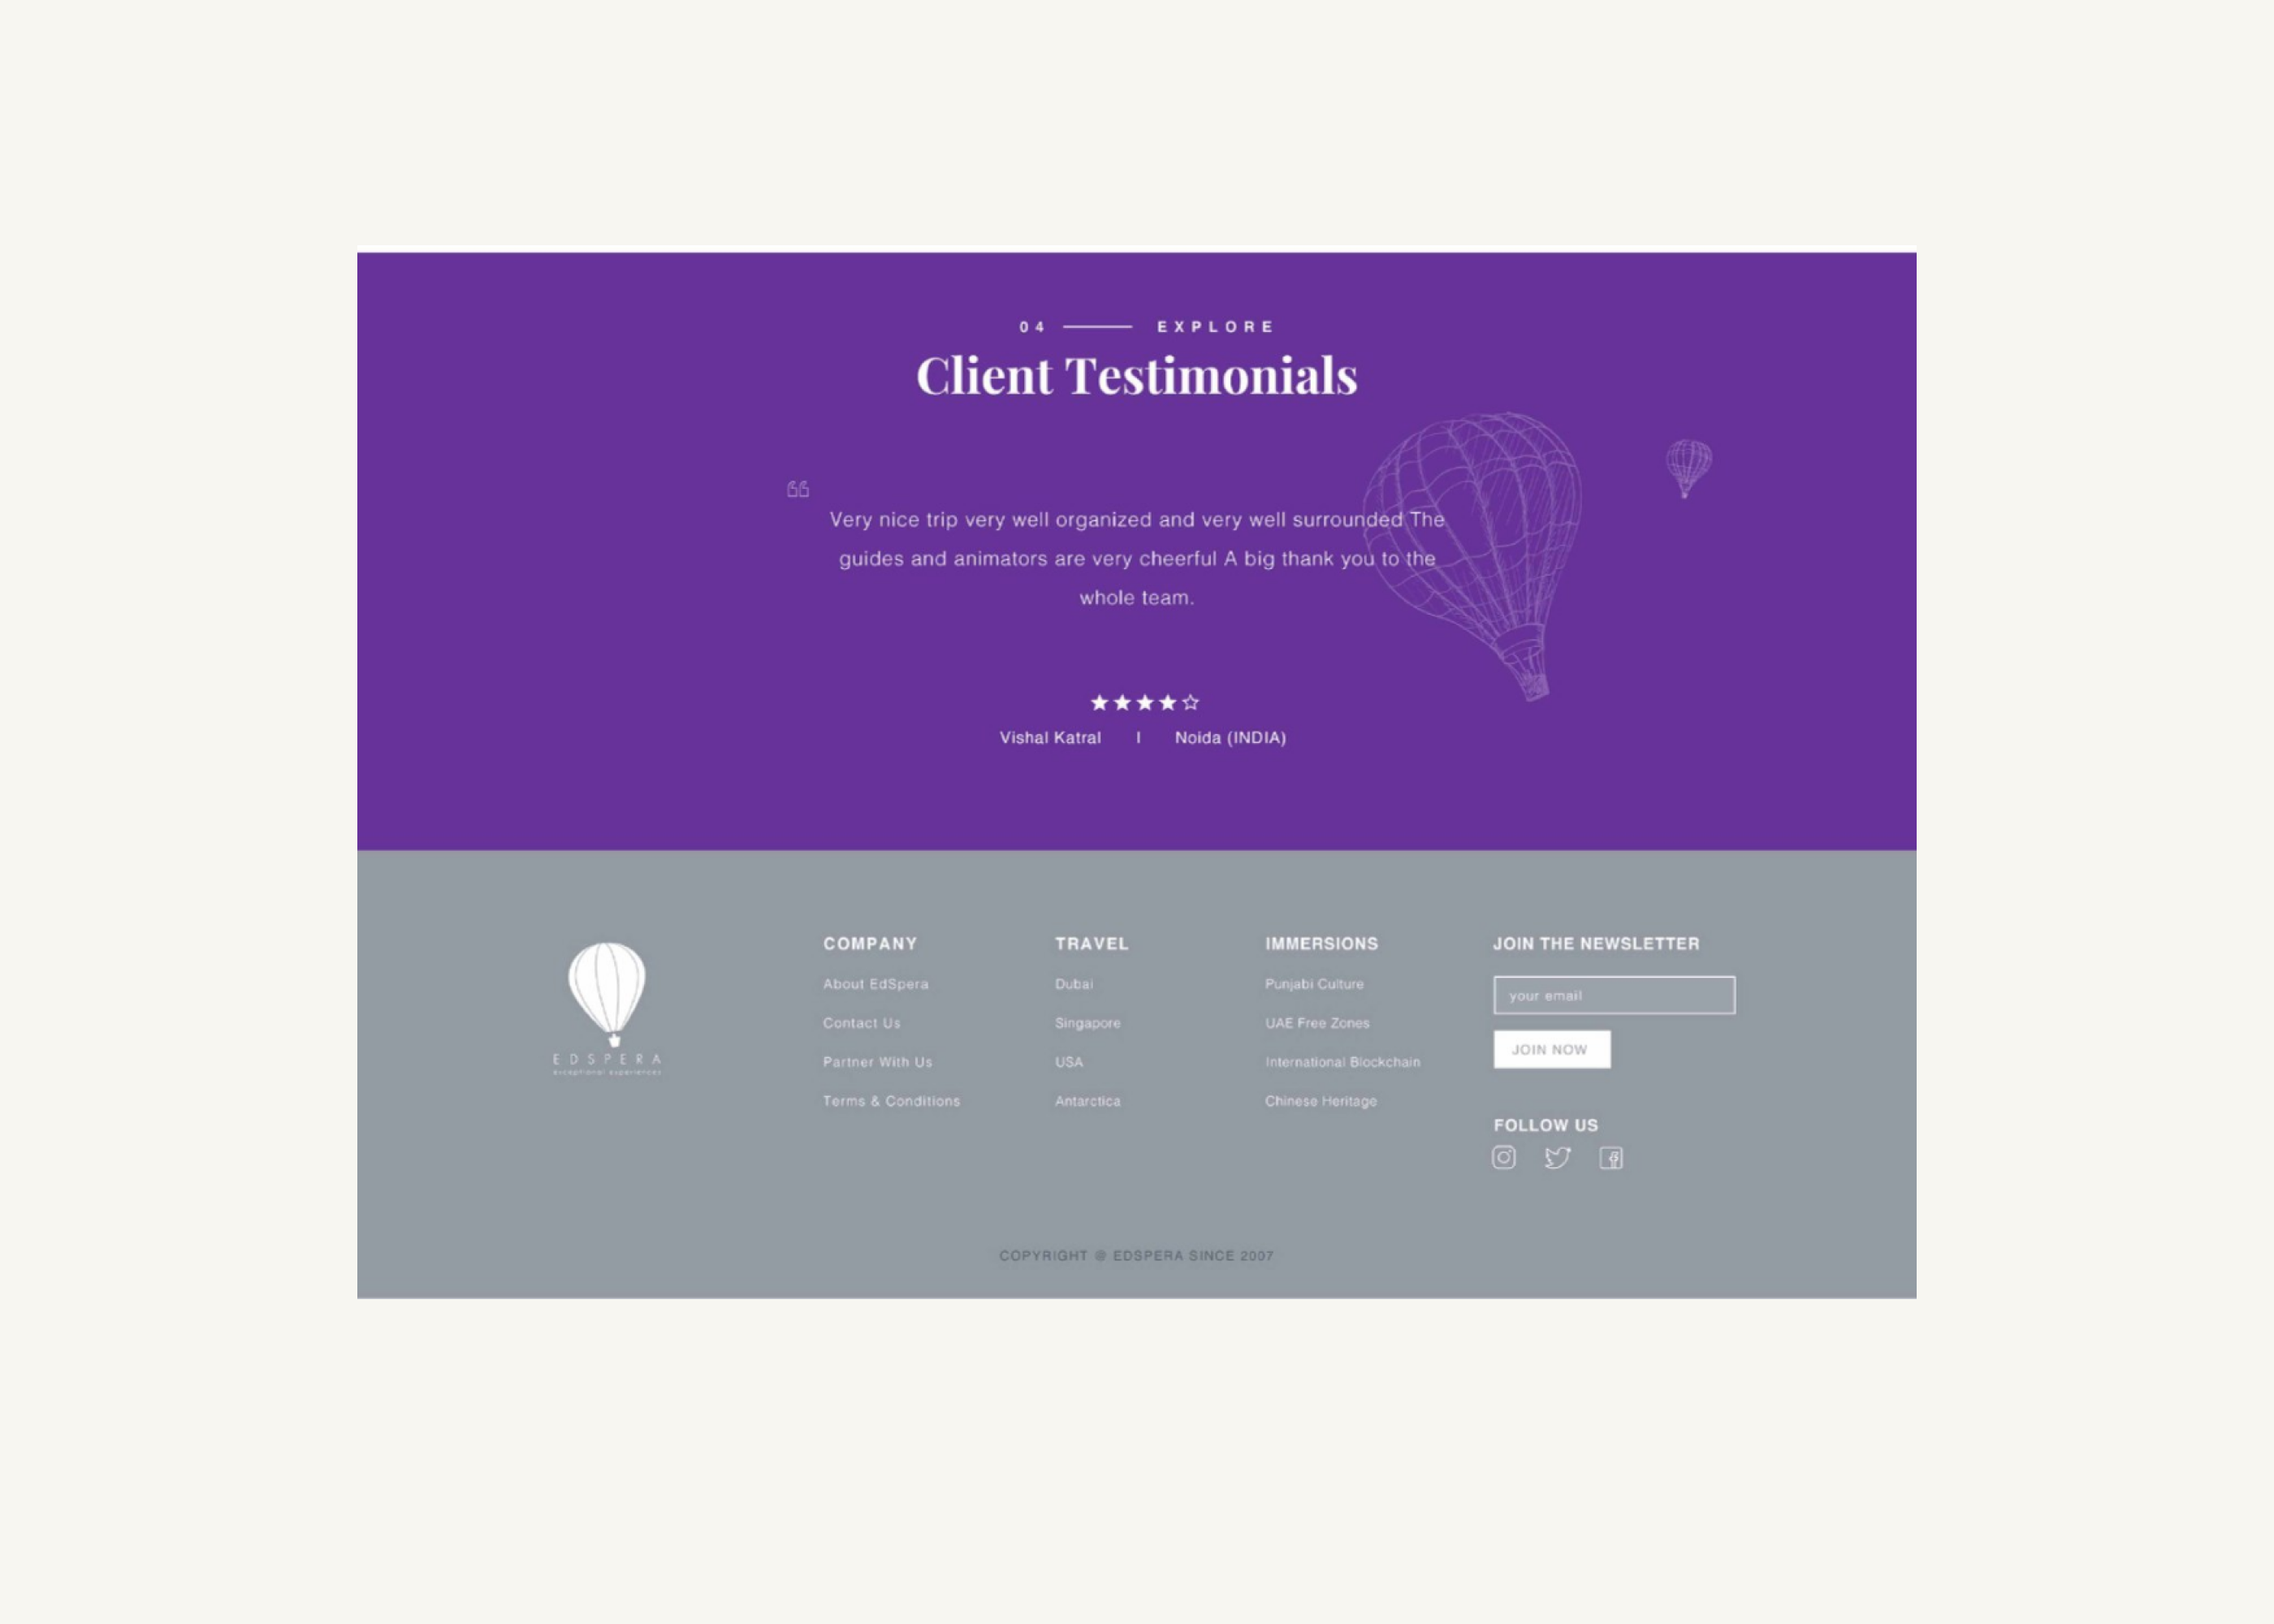 04 EXPLORE
Client Testimonials
Very nice trip very well organized and very well surrounded The
guides and animators are very cheerful A big thank you to the
whole team.
Vishal Katral I Noida (INDIA)
EDSPERA
exceptional experiences
COMPANY
About EdSpera
Contact Us
Partner With Us
Terms & Conditions
TRAVEL
Dubai
Singapore
USA
Antarctica
IMMERSIONS
Punjabi Culture
UAE Free Zones
International Blockchain
Chinese Heritage
JOIN THE NEWSLETTER
your email
JOIN NOW
FOLLOW US
COPYRIGHT @ EDSPERA SINCE 2007